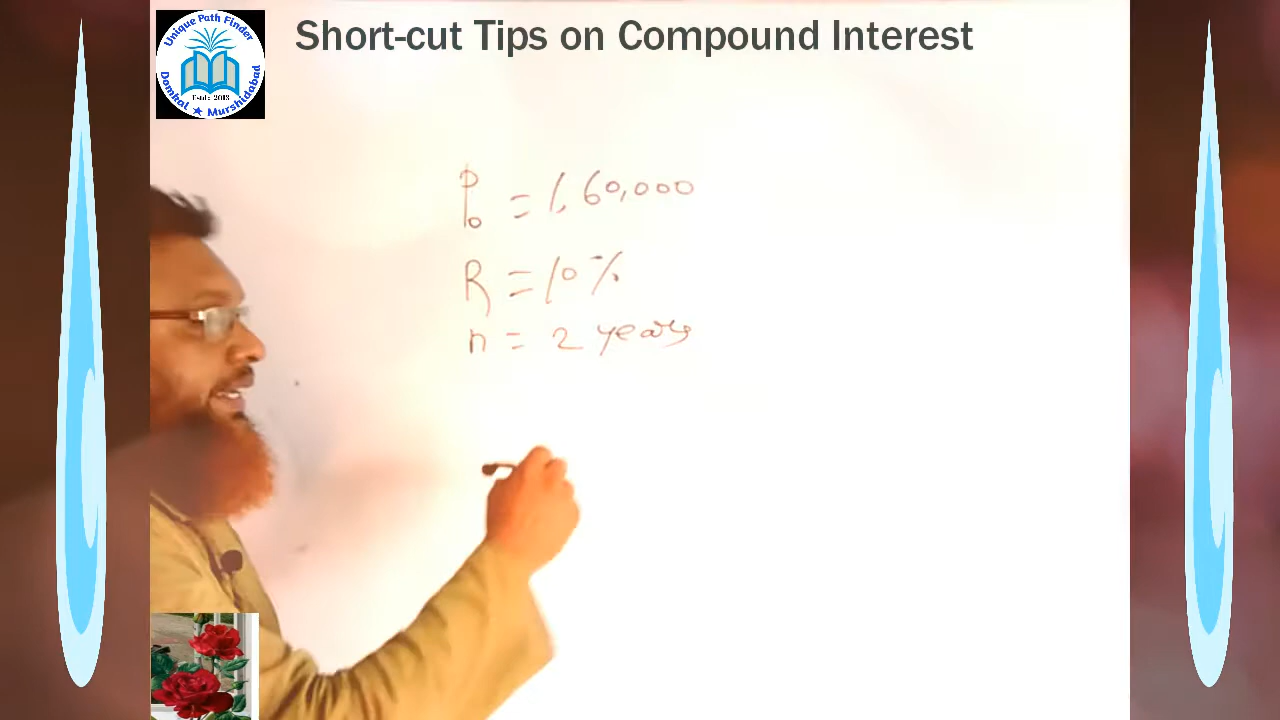 Unique Path Finder
Estd: 2018
Domkal ★ Murshidabad
Short-cut Tips on Compound Interest
P₀ = 1,60,000
R = 10%
n = 2 years